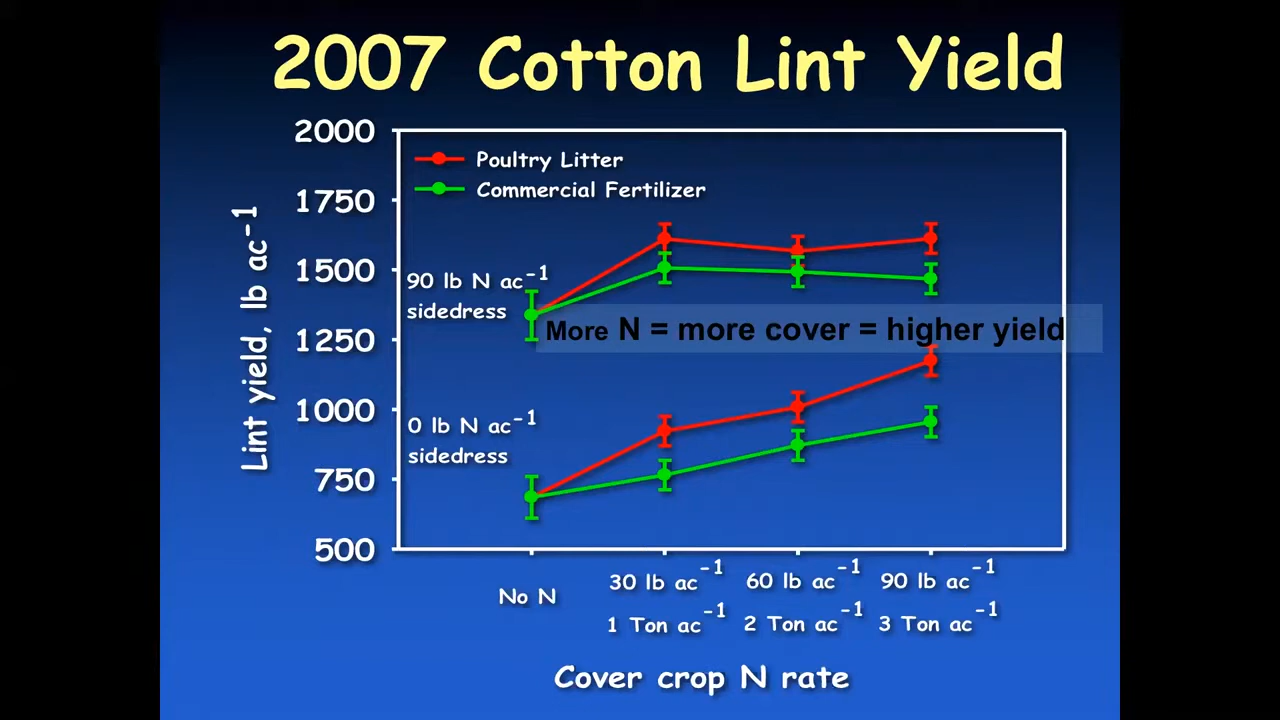 2007 Cotton Lint Yield
2000
Poultry Litter
Commercial Fertilizer
1750
1500
90 lb N ac⁻¹
sidedress
More N = more cover = higher yield
1250
1000
0 lb N ac⁻¹
sidedress
750
500
Lint yield, lb ac⁻¹
No N
30 lb ac⁻¹ 60 lb ac⁻¹ 90 lb ac⁻¹
1 Ton ac⁻¹ 2 Ton ac⁻¹ 3 Ton ac⁻¹
Cover crop N rate